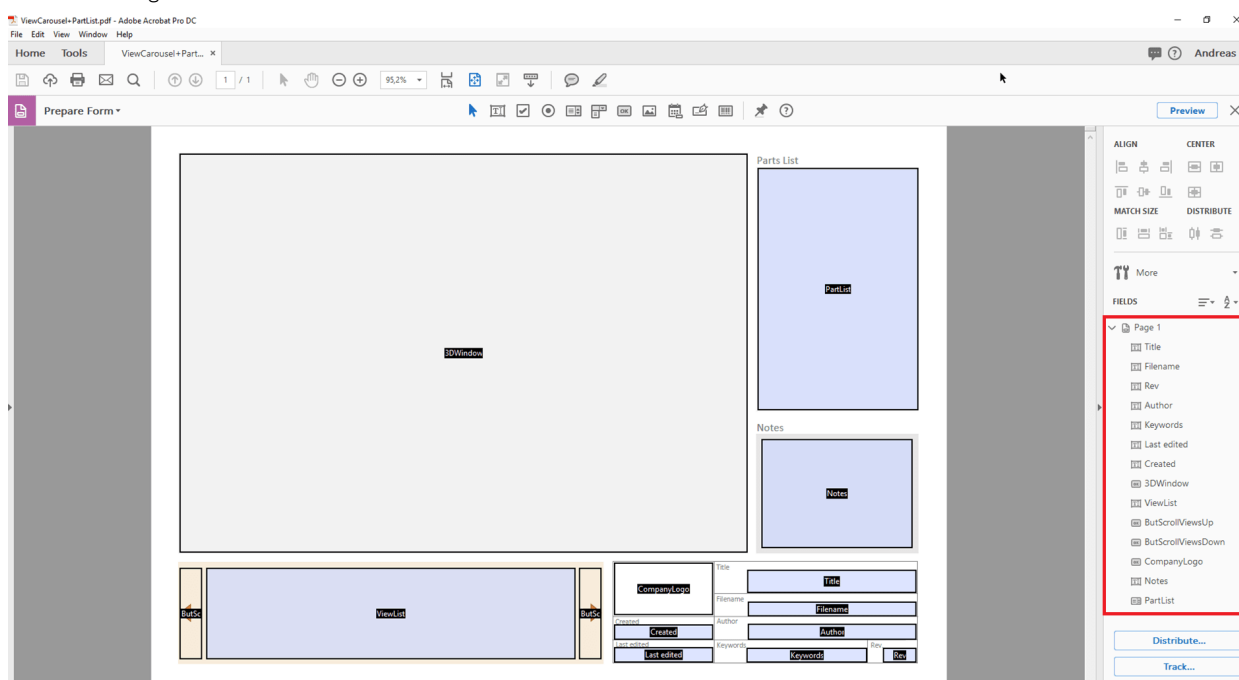 ViewCarousel+PartList.pdf - Adobe Acrobat Pro DC
File Edit View Window Help
Home Tools ViewCarousel+Part... × Andreas
1 / 1 95,2%
Prepare Form Preview
ALIGN CENTER
MATCH SIZE DISTRIBUTE
More
FIELDS
Page 1
Title
Filename
Rev
Author
Keywords
Last edited
Created
3DWindow
ViewList
ButScrollViewsUp
ButScrollViewsDown
CompanyLogo
Notes
PartList
Distribute...
Track...
Parts List
PartList
3DWindow
Notes
Notes
ButSc
ViewList
ButSc
CompanyLogo
Title
Title
Filename
Filename
Created
Created
Author
Author
Last edited
Last edited
Keywords
Keywords
Rev
Rev